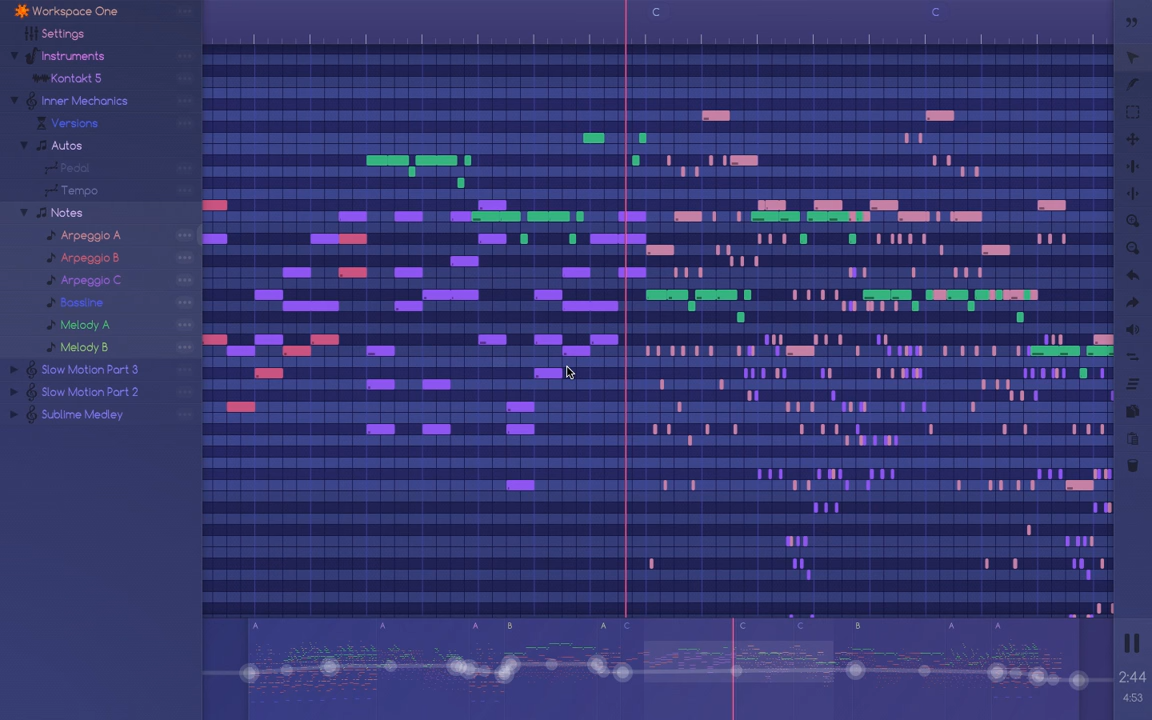 Workspace One
Settings
Instruments
Kontakt 5
Inner Mechanics
Versions
Autos
Pedal
Tempo
Notes
Arpeggio A
Arpeggio B
Arpeggio C
Bassline
Melody A
Melody B
Slow Motion Part 3
Slow Motion Part 2
Sublime Medley
C C
A A A B A C C C B A A
2:44
4:53